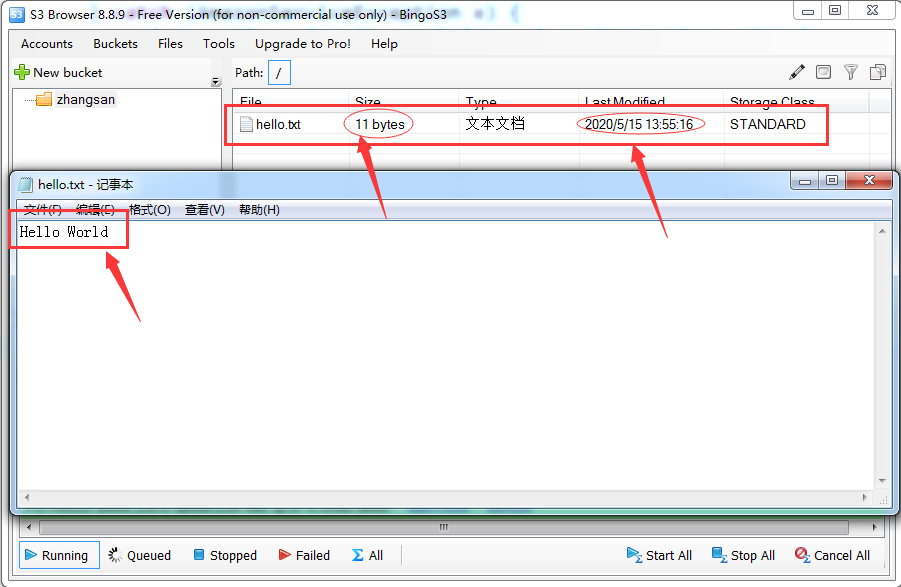 S3 Browser 8.8.9 - Free Version (for non-commercial use only) - BingoS3
Accounts Buckets Files Tools Upgrade to Pro! Help
New bucket
Path: /
zhangsan
File Size Type Last Modified Storage Class
hello.txt 11 bytes 文本文档 2020/5/15 13:55:16 STANDARD
hello.txt - 记事本
文件(F) 编辑(E) 格式(O) 查看(V) 帮助(H)
Hello World
Running Queued Stopped Failed All Start All Stop All Cancel All